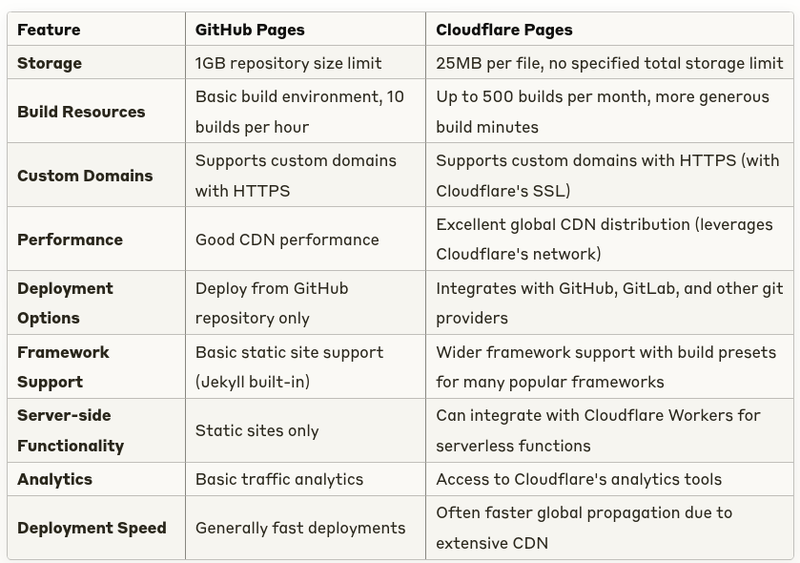 Feature GitHub Pages Cloudflare Pages
Storage 1GB repository size limit 25MB per file, no specified total storage limit
Build Resources
Basic build environment, 10
builds per hour
Up to 500 builds per month, more generous
build minutes
Custom Domains
Supports custom domains
with HTTPS
Supports custom domains with HTTPS (with
Cloudflare's SSL)
Performance
Good CDN performance
Excellent global CDN distribution (leverages
Cloudflare's network)
Deployment
Options
Deploy from GitHub
repository only
Integrates with GitHub, GitLab, and other git
providers
Framework
Support
Basic static site support
(Jekyll built-in)
Wider framework support with build presets
for many popular frameworks
Server-side
Functionality
Static sites only
Can integrate with Cloudflare Workers for
serverless functions
Analytics Basic traffic analytics Access to Cloudflare's analytics tools
Deployment Speed
Generally fast deployments
Often faster global propagation due to
extensive CDN